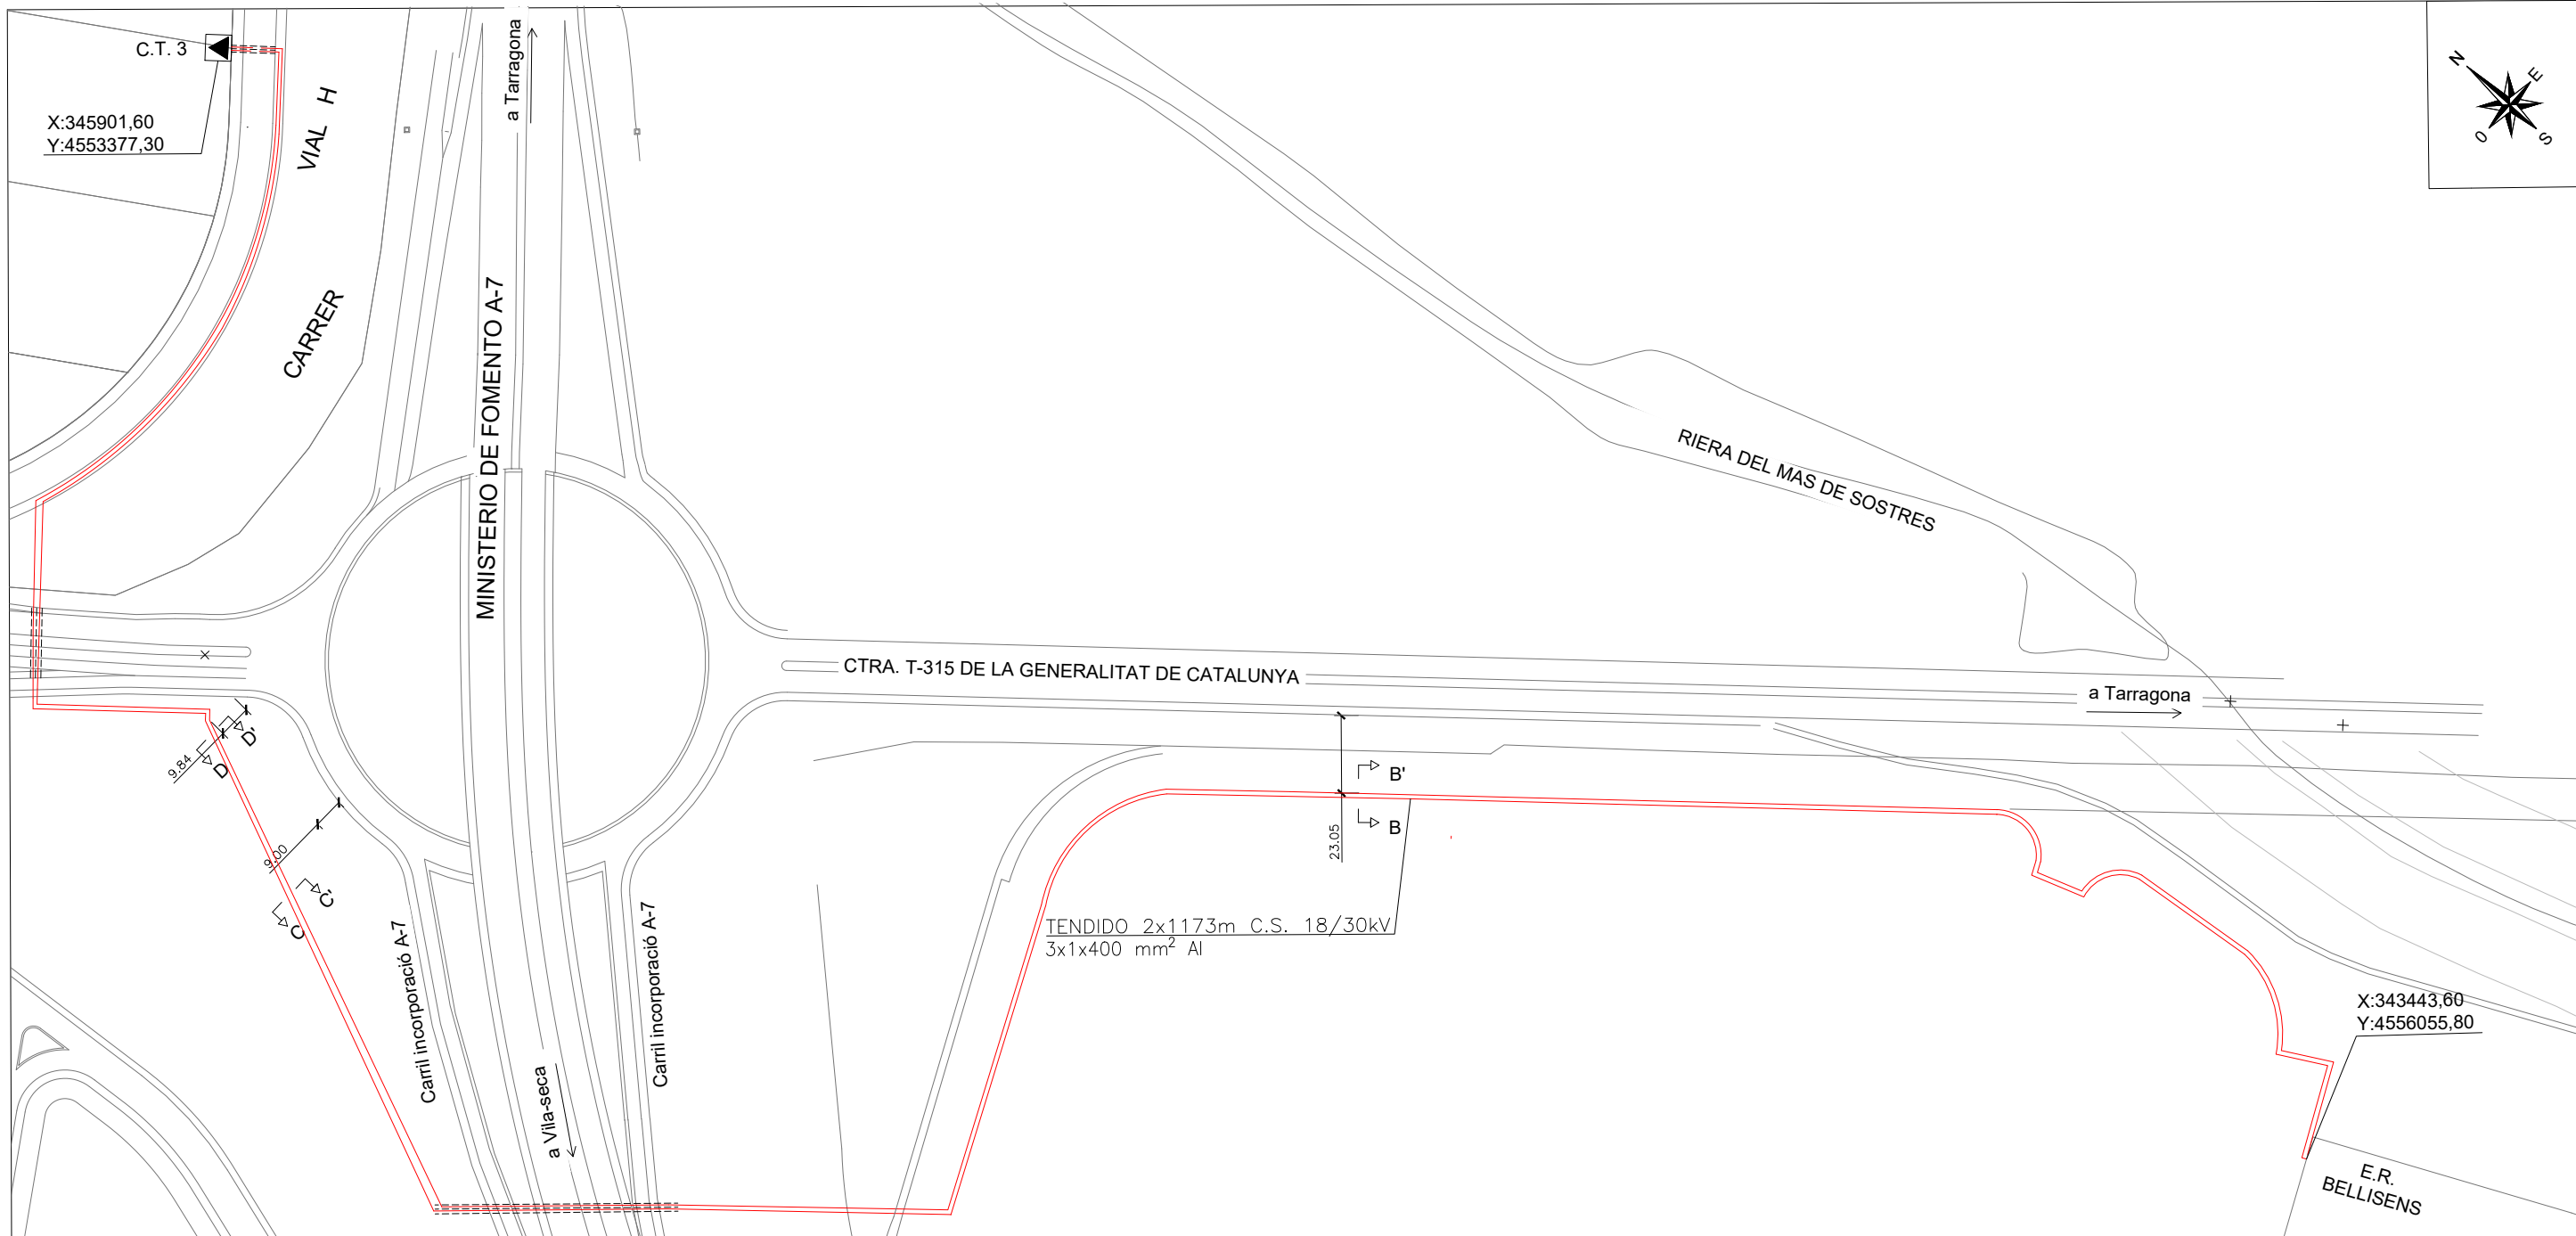 C.T. 3
X:345901,60
Y:4553377,30
CARRER
VIAL H
a Tarragona
MINISTERIO DE FOMENTO A-7
N
E
S
O
RIERA DEL MAS DE SOSTRES
CTRA. T-315 DE LA GENERALITAT DE CATALUNYA
a Tarragona
D'
D
9.84
9.00
C'
C
B'
B
23.05
TENDIDO 2x1173m C.S. 18/30kV
3x1x400 mm² Al
Carril incorporació A-7
Carril incorporació A-7
a Vila-seca
X:343443,60
Y:4556055,80
E.R.
BELLISENS